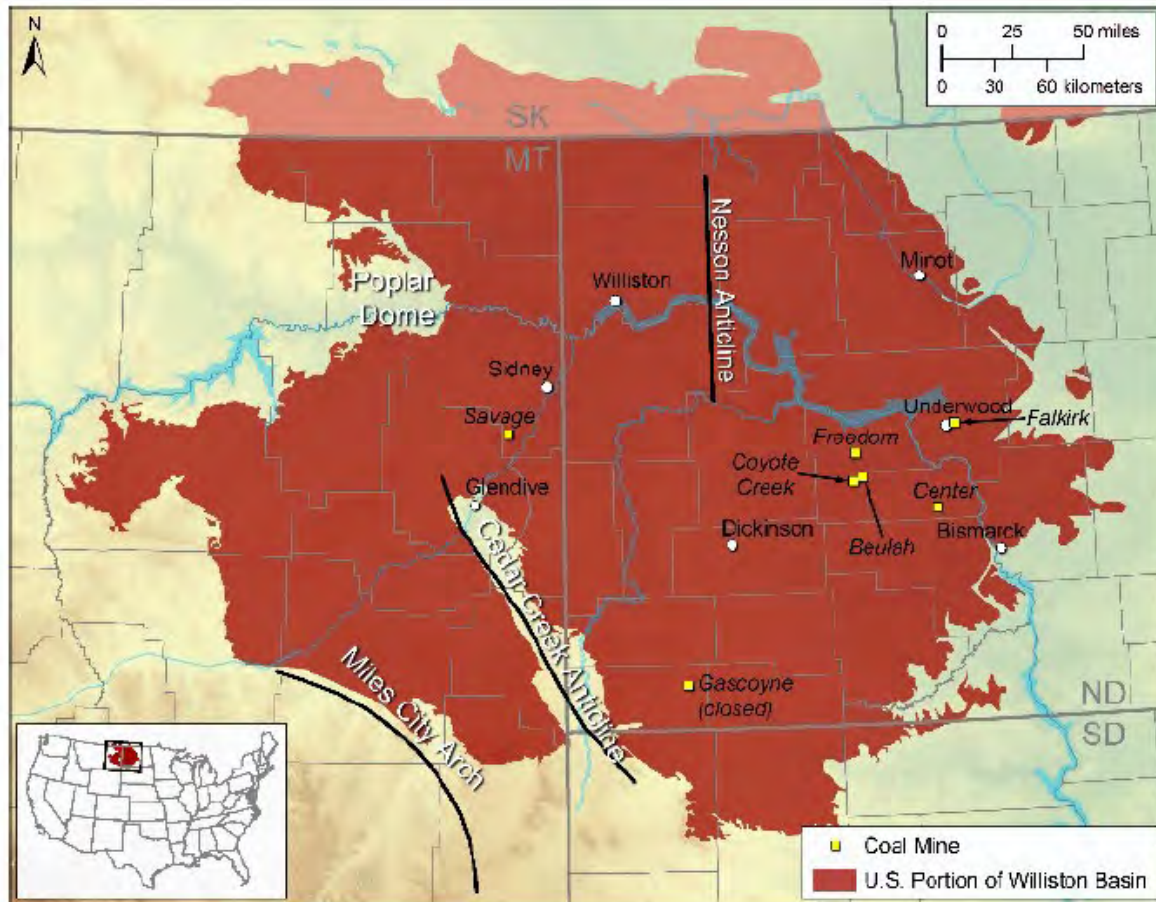 N
0 25 50 miles
0 30 60 kilometers
SK
MT
Nesson Anticline
Minot
Poplar
Dome
Williston
Sidney
Savage
Underwood
Falkirk
Freedom
Coyote
Creek
Glendive
Center
Dickinson
Beulah
Bismarck
Cedar Creek Anticline
Miles City Arch
Gascoyne
(closed)
ND
SD
Coal Mine
U.S. Portion of Williston Basin